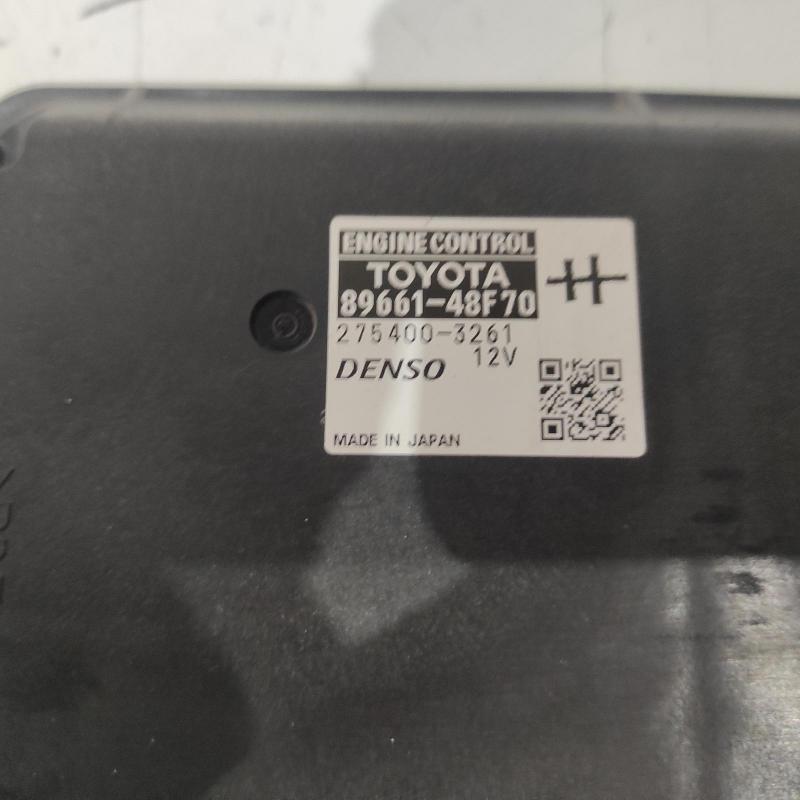 ENGINE CONTROL
TOYOTA
89661-48F70
275400-3261
12V
DENSO
MADE IN JAPAN